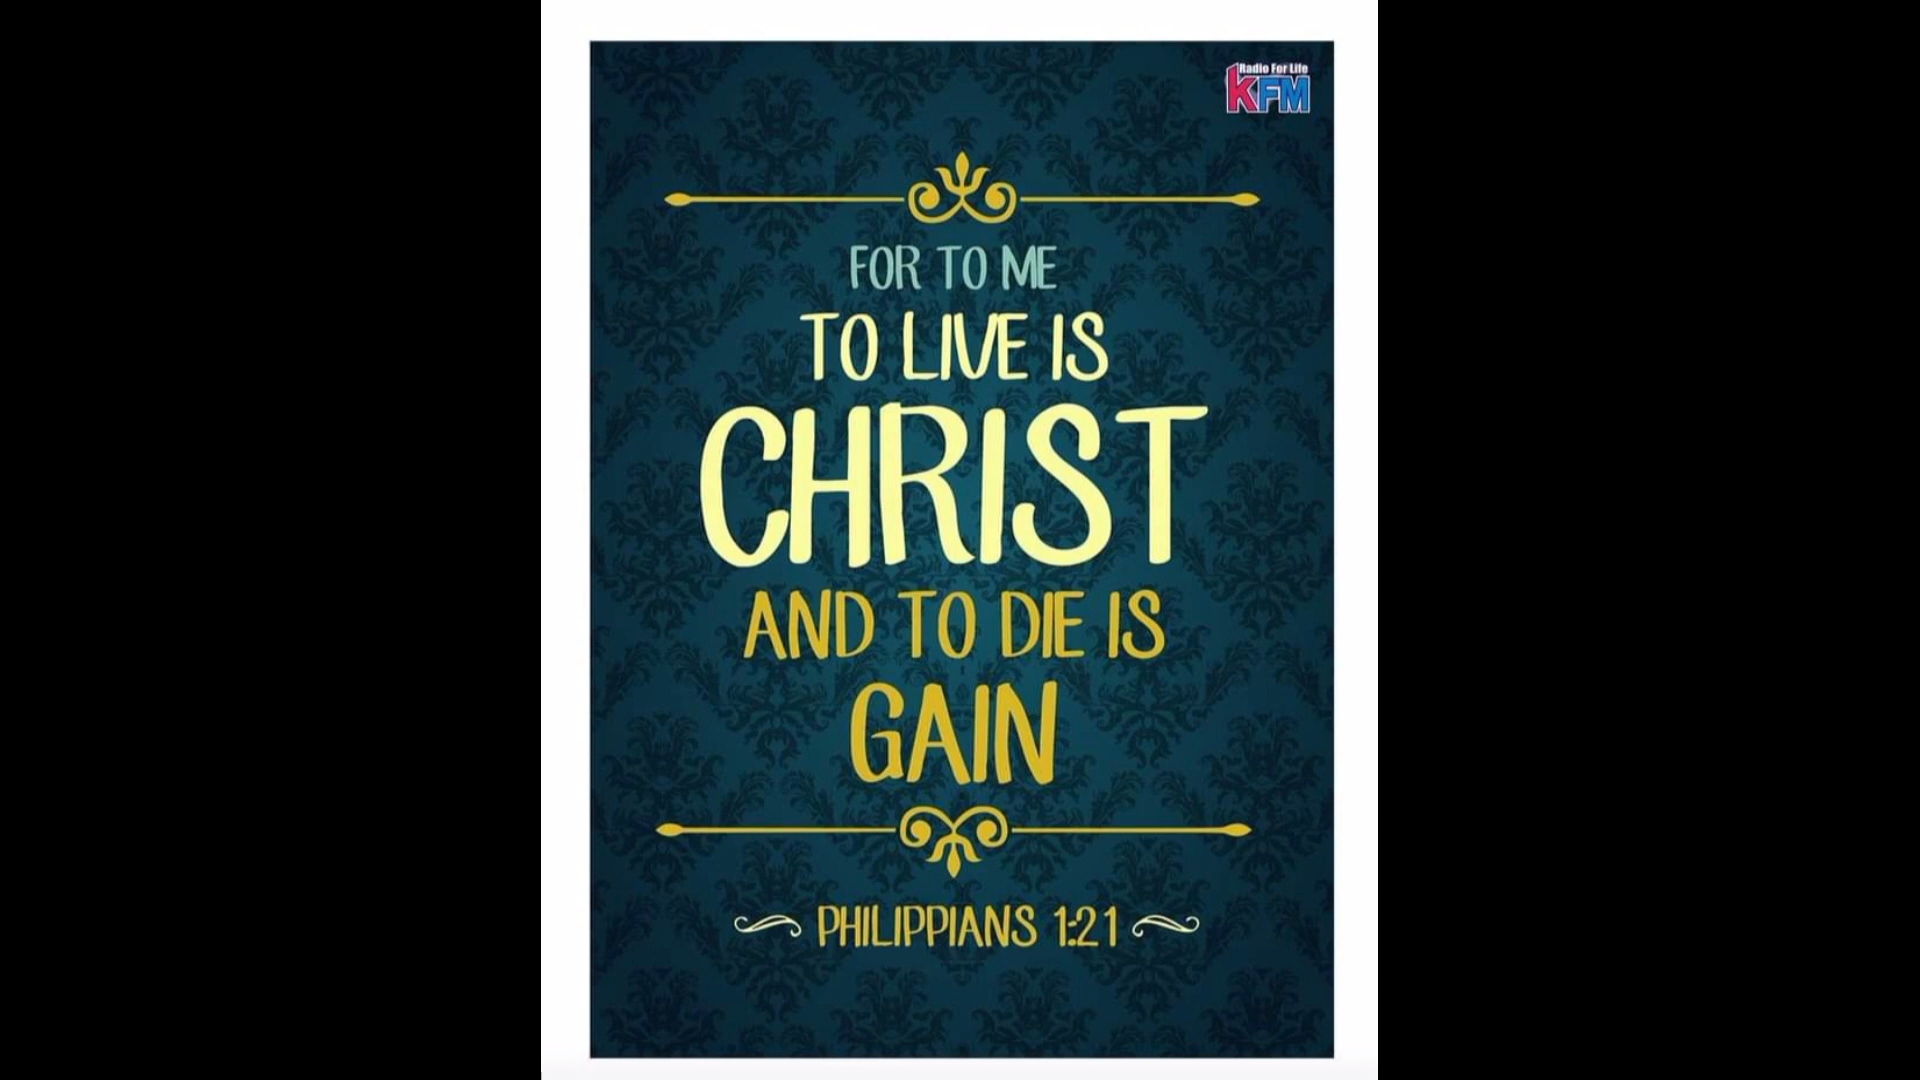 Radio For Life
KFM
FOR TO ME
TO LIVE IS
CHRIST
AND TO DIE IS
GAIN
PHILIPPIANS 1:21